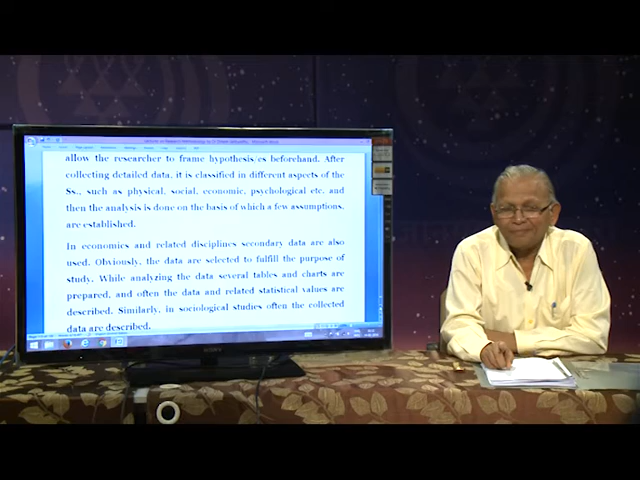 allow the researcher to frame hypothesis/es beforehand. After
collecting detailed data, it is classified in different aspects of the
Ss., such as physical, social, economic, psychological etc. and
then the analysis is done on the basis of which a few assumptions,
are established.
In economics and related disciplines secondary data are also
used. Obviously, the data are selected to fulfill the purpose of
study. While analyzing the data several tables and charts are
prepared, and often the data and related statistical values are
described. Similarly, in sociological studies often the collected
data are described.
SONY